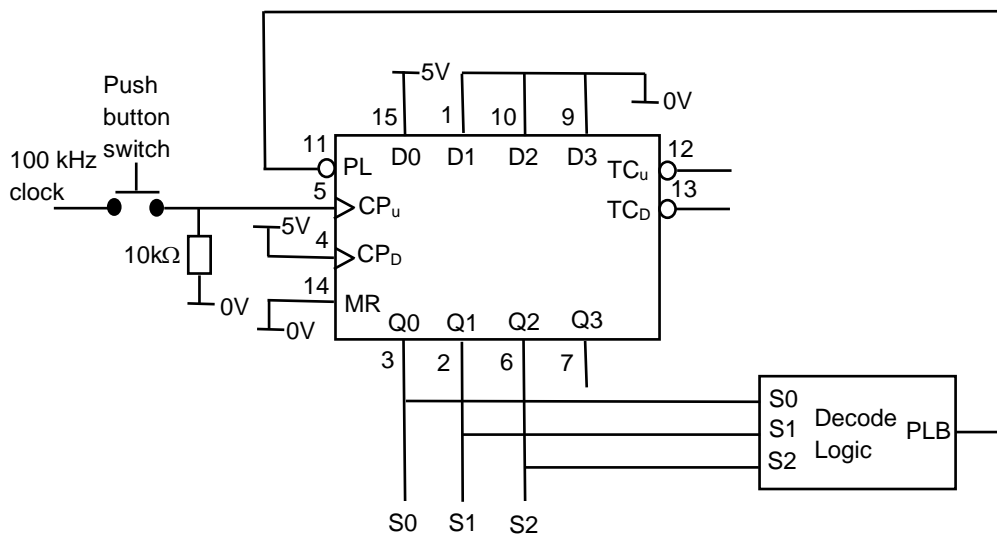 Push
button
switch
100 kHz
clock
10kΩ
0V
5V
0V
5V
0V
15
1
10
9
11
5
4
14
12
13
D0
D1
D2
D3
PL
CPu
CPD
MR
TCu
TCD
Q0
Q1
Q2
Q3
3
2
6
7
S0
S1
S2
Decode
Logic
PLB
S0
S1
S2